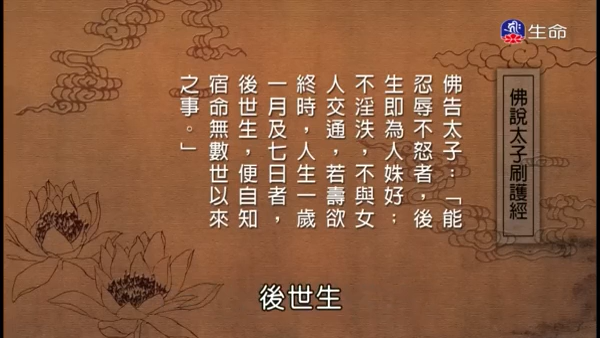 生命
佛說太子刷護經
佛告太子：「能
忍辱不怒者，後
生即為人姝好；
不淫泆，不與女
人交通，若壽欲
終時，人生一歲
一月及七日者，
後世生，便自知
宿命無數世以來
之事。」
後世生